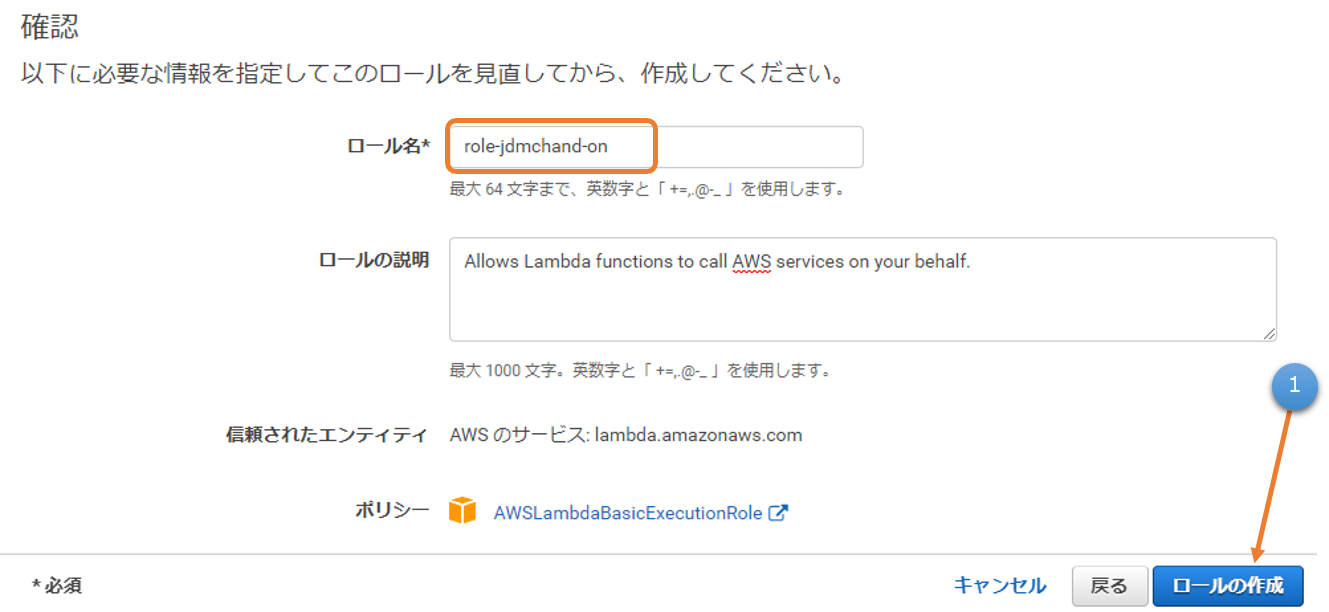 確認
以下に必要な情報を指定してこのロールを見直してから、作成してください。
ロール名* role-jdmchand-on
最大 64 文字まで、英数字と「 +=,.@-_ 」を使用します。
ロールの説明 Allows Lambda functions to call AWS services on your behalf.
最大 1000 文字。英数字と「 +=,.@-_ 」を使用します。
1
信頼されたエンティティ AWS のサービス: lambda.amazonaws.com
ポリシー AWSLambdaBasicExecutionRole
* 必須 キャンセル 戻る ロールの作成